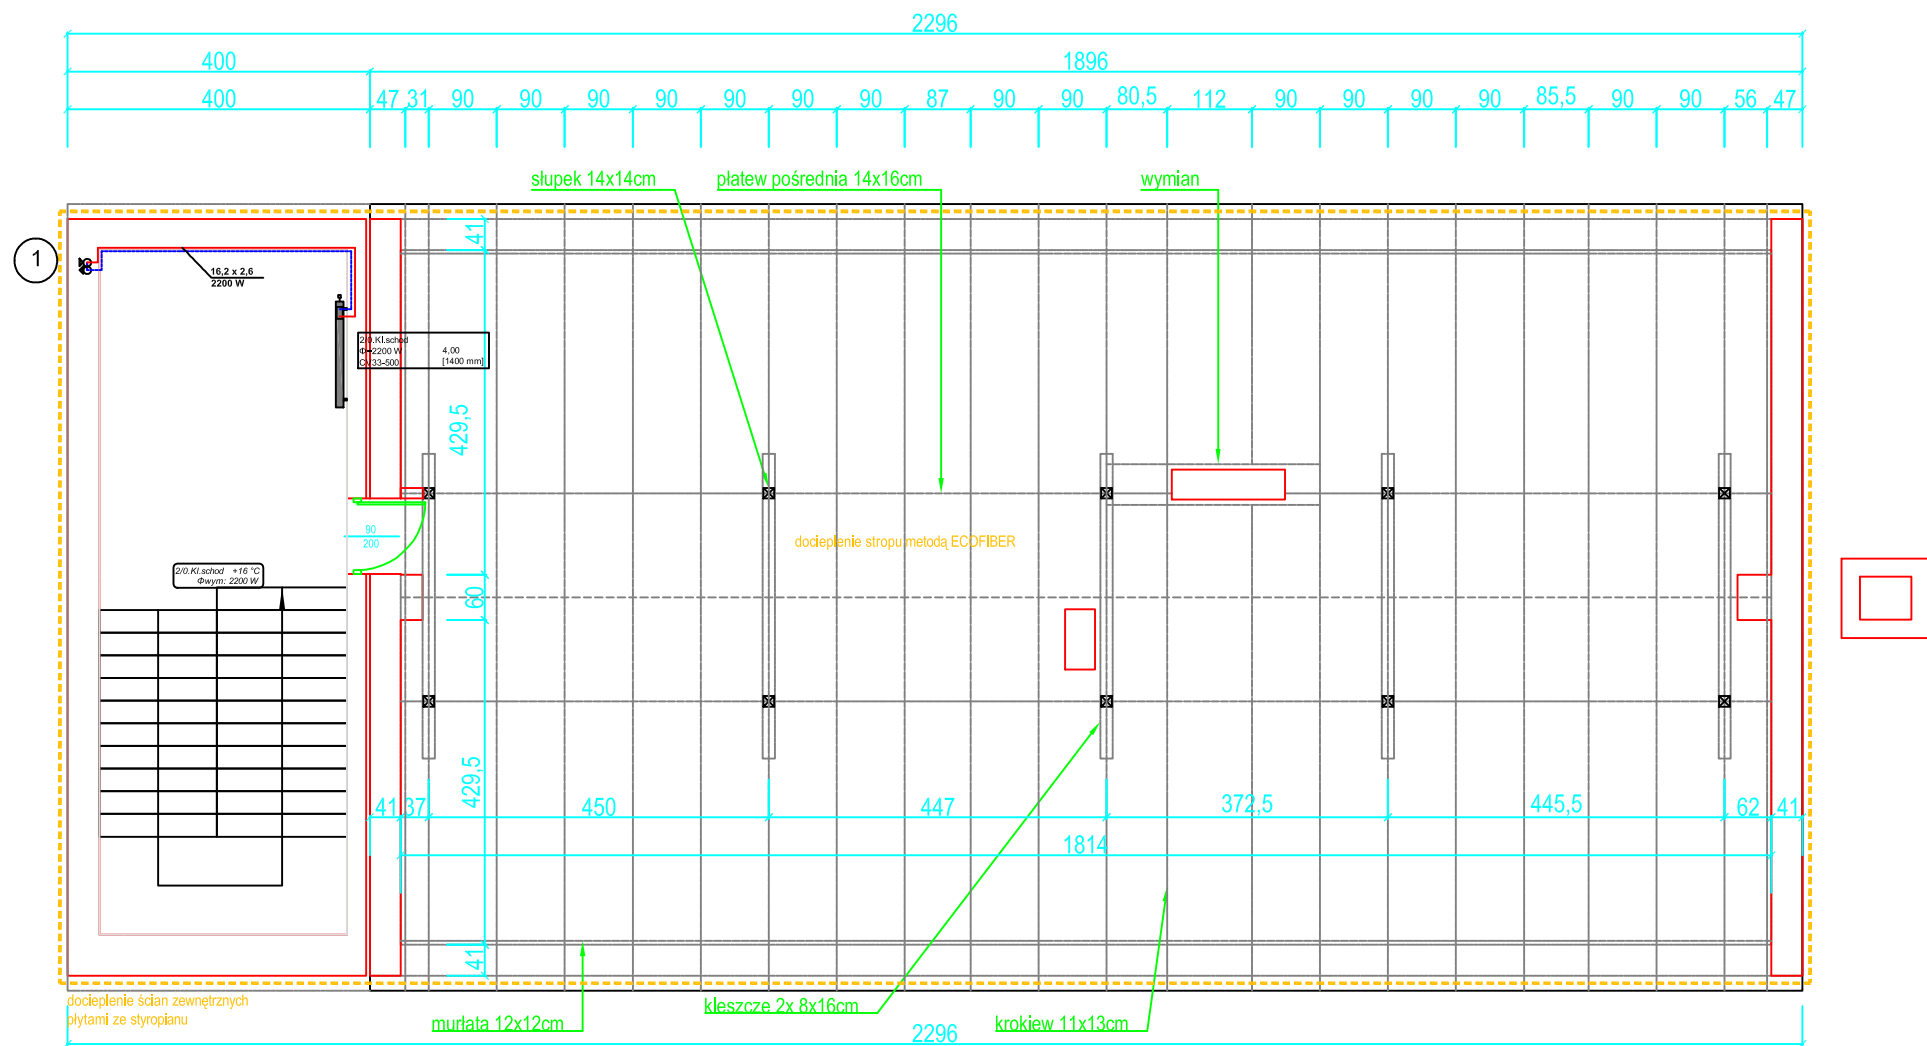 2296
400
1896
400
47
31
90
90
90
90
90
90
90
87
90
90
80,5
112
90
90
90
90
85,5
90
90
56
47
słupek 14x14cm
płatew pośrednia 14x16cm
wymian
41
1
16,2 x 2,6
2200 W
2/0.Kl.schod
Φ=2200 W
4,00
CV33-500
[1400 mm]
429,5
90
200
docieplenie stropu metodą ECOFIBER
2/0.Kl.schod +16 °C
Φwym: 2200 W
60
429,5
41
37
450
447
372,5
445,5
62
41
1814
41
docieplenie ścian zewnętrznych
płytami ze styropianu
murłata 12x12cm
kleszcze 2x 8x16cm
krokiew 11x13cm
2296